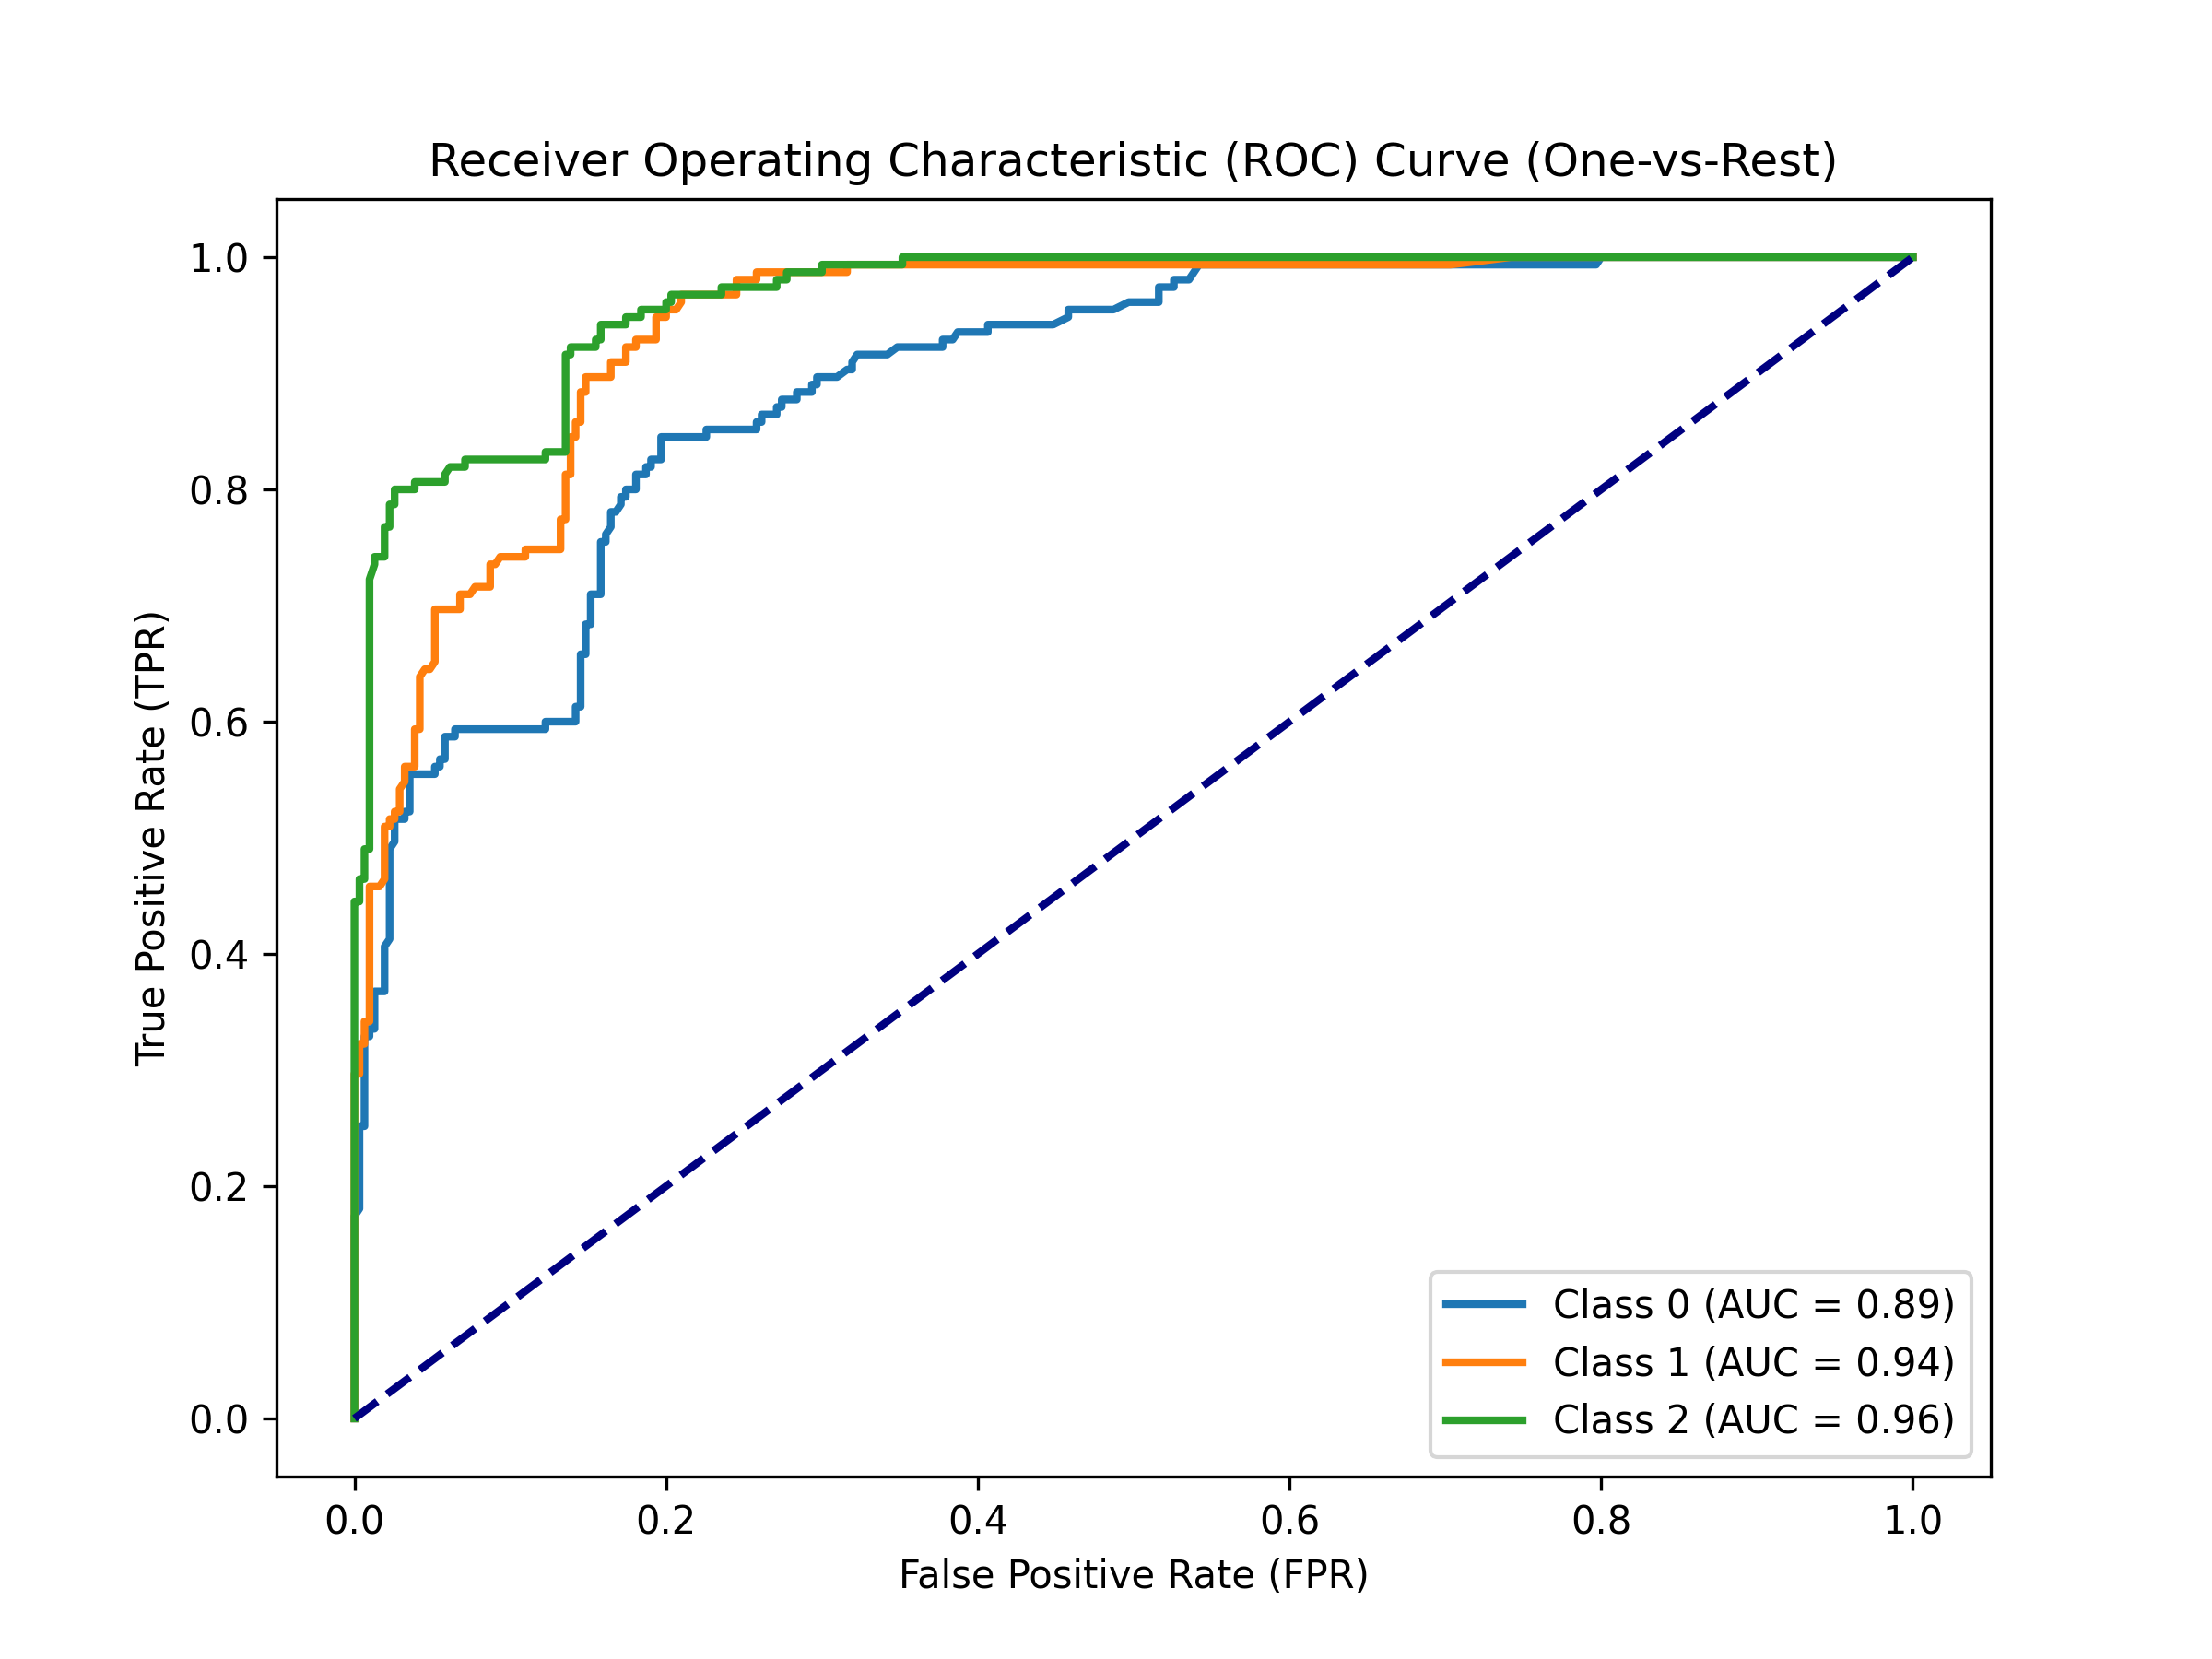 Receiver Operating Characteristic (ROC) Curve (One-vs-Rest)
1.0
0.8
0.6
0.4
0.2
0.0
True Positive Rate (TPR)
0.0 0.2 0.4 0.6 0.8 1.0
False Positive Rate (FPR)
Class 0 (AUC = 0.89)
Class 1 (AUC = 0.94)
Class 2 (AUC = 0.96)